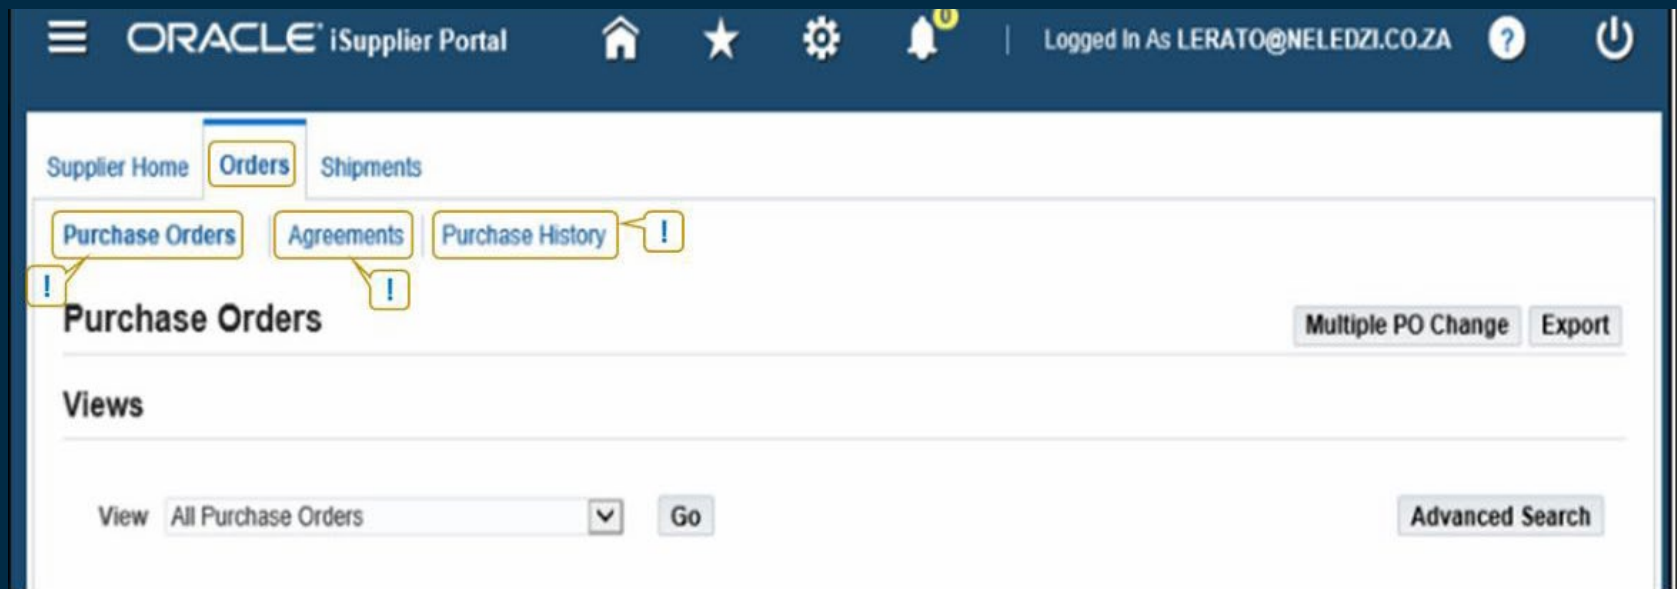 ORACLE iSupplier Portal 0 | Logged In As LERATO@NELEDZI.CO.ZA ?
Supplier Home Orders Shipments
Purchase Orders | Agreements | Purchase History !
! !
Purchase Orders Multiple PO Change Export
Views
View All Purchase Orders Go Advanced Search